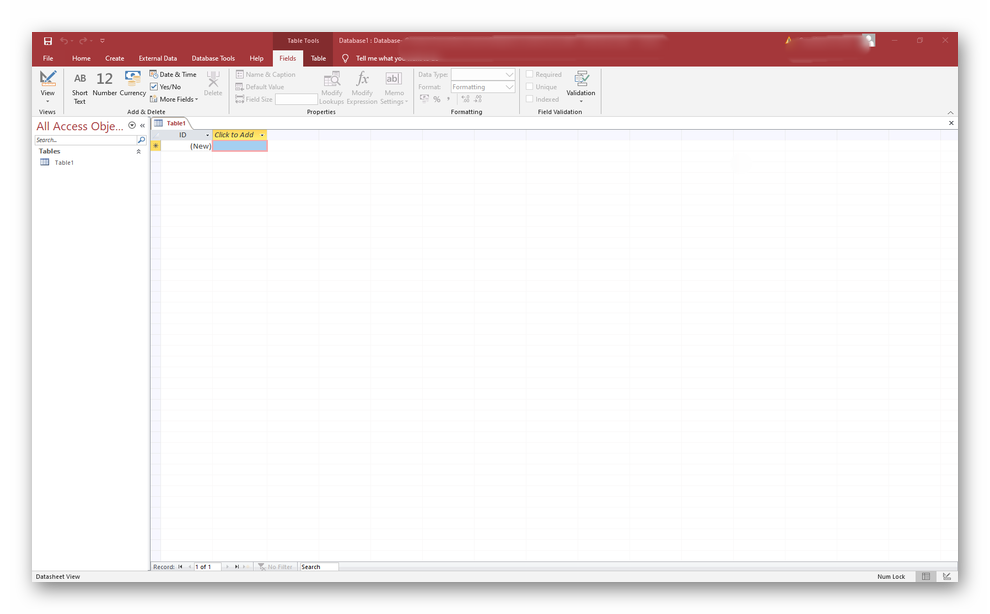 Table Tools Database1 : Database-
File Home Create External Data Database Tools Help Fields Table Tell me what you
View
Views
AB
Short
Text
12
Number
Currency
Date & Time
Yes/No
More Fields
Delete
Add & Delete
Name & Caption
Default Value
Field Size
Modify
Lookups
fx
Modify
Expression
ab
Memo
Settings
Properties
Data Type:
Format: Formatting
%
Formatting
Required
Unique
Indexed
Validation
Field Validation
All Access Obje...
Search...
Tables
Table1
Table1
ID Click to Add
(New)
Record: 1 of 1 No Filter Search
Datasheet View Num Lock